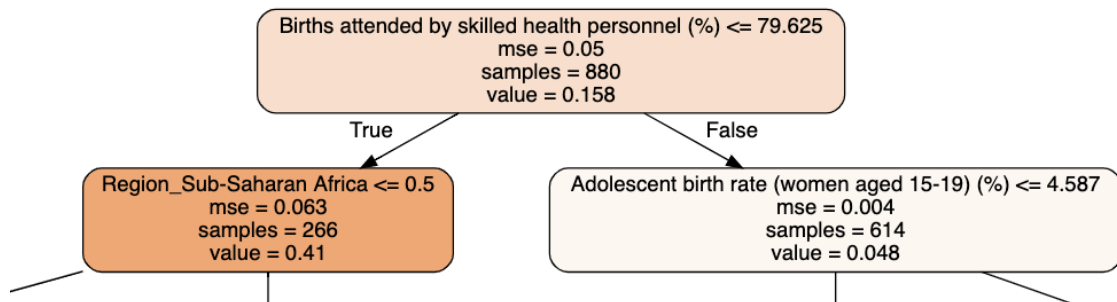 Births attended by skilled health personnel (%) <= 79.625
mse = 0.05
samples = 880
value = 0.158
True
False
Region_Sub-Saharan Africa <= 0.5
mse = 0.063
samples = 266
value = 0.41
Adolescent birth rate (women aged 15-19) (%) <= 4.587
mse = 0.004
samples = 614
value = 0.048